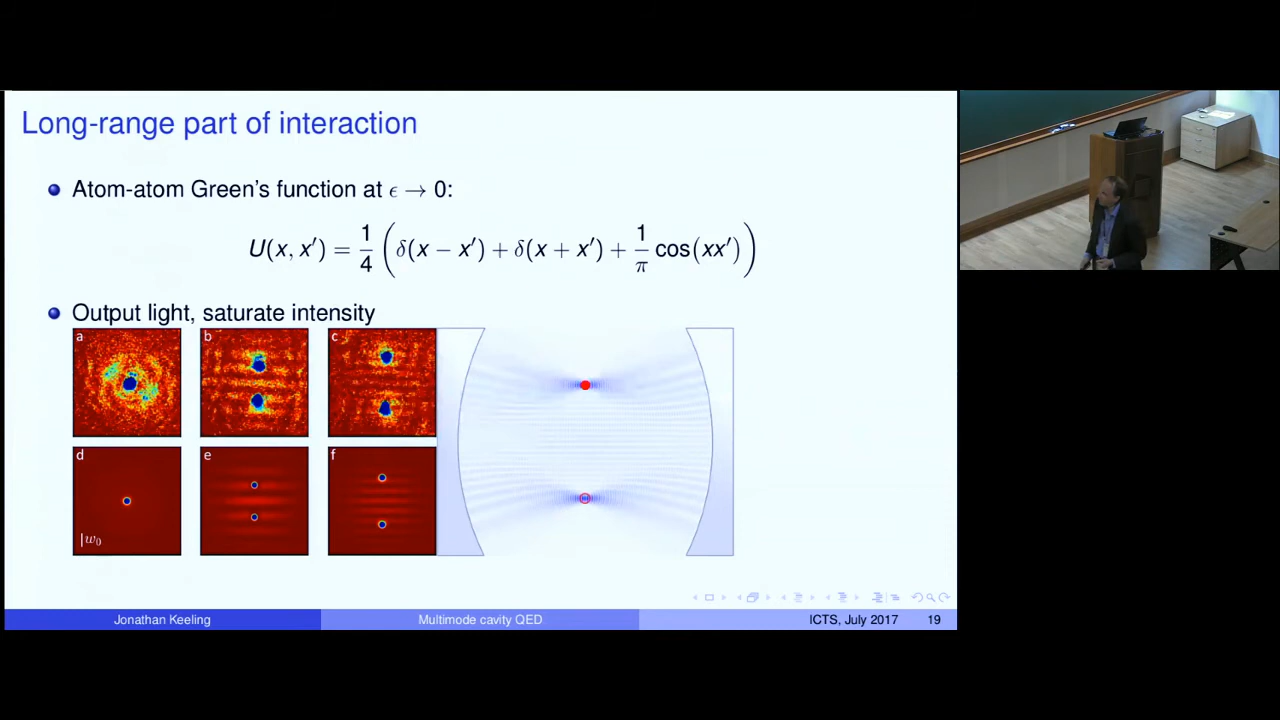 Long-range part of interaction
Atom-atom Green's function at ϵ → 0:
U(x, x′) = 1/4 ( δ(x − x′) + δ(x + x′) + 1/π cos(xx′) )
Output light, saturate intensity
a b c
d e f
w₀
Jonathan Keeling Multimode cavity QED ICTS, July 2017 19